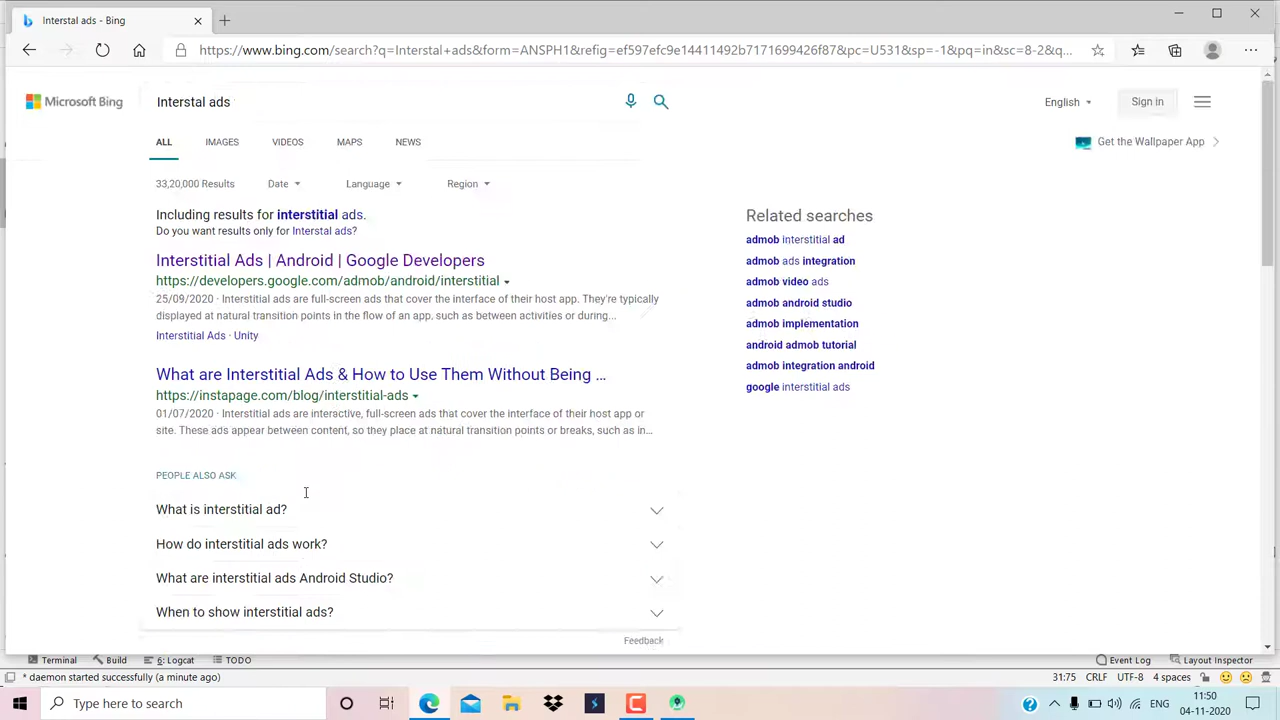 Interstal ads - Bing
https://www.bing.com/search?q=Interstal+ads&form=ANSPH1&refig=ef597efc9e14411492b7171699426f87&pc=U531&sp=-1&pq=in&sc=8-2&q...
Microsoft Bing
Interstal ads
English
Sign in
ALL IMAGES VIDEOS MAPS NEWS
Get the Wallpaper App
33,20,000 Results Date Language Region
Including results for interstitial ads.
Do you want results only for Interstal ads?
Interstitial Ads | Android | Google Developers
https://developers.google.com/admob/android/interstitial
25/09/2020 · Interstitial ads are full-screen ads that cover the interface of their host app. They're typically
displayed at natural transition points in the flow of an app, such as between activities or during...
Interstitial Ads · Unity
What are Interstitial Ads & How to Use Them Without Being ...
https://instapage.com/blog/interstitial-ads
01/07/2020 · Interstitial ads are interactive, full-screen ads that cover the interface of their host app or
site. These ads appear between content, so they place at natural transition points or breaks, such as in...
PEOPLE ALSO ASK
What is interstitial ad?
How do interstitial ads work?
What are interstitial ads Android Studio?
When to show interstitial ads?
Feedback
Related searches
admob interstitial ad
admob ads integration
admob video ads
admob android studio
admob implementation
android admob tutorial
admob integration android
google interstitial ads
Terminal Build 6: Logcat TODO Event Log Layout Inspector
* daemon started successfully (a minute ago) 31:75 CRLF UTF-8 4 spaces
Type here to search
ENG
11:50
04-11-2020